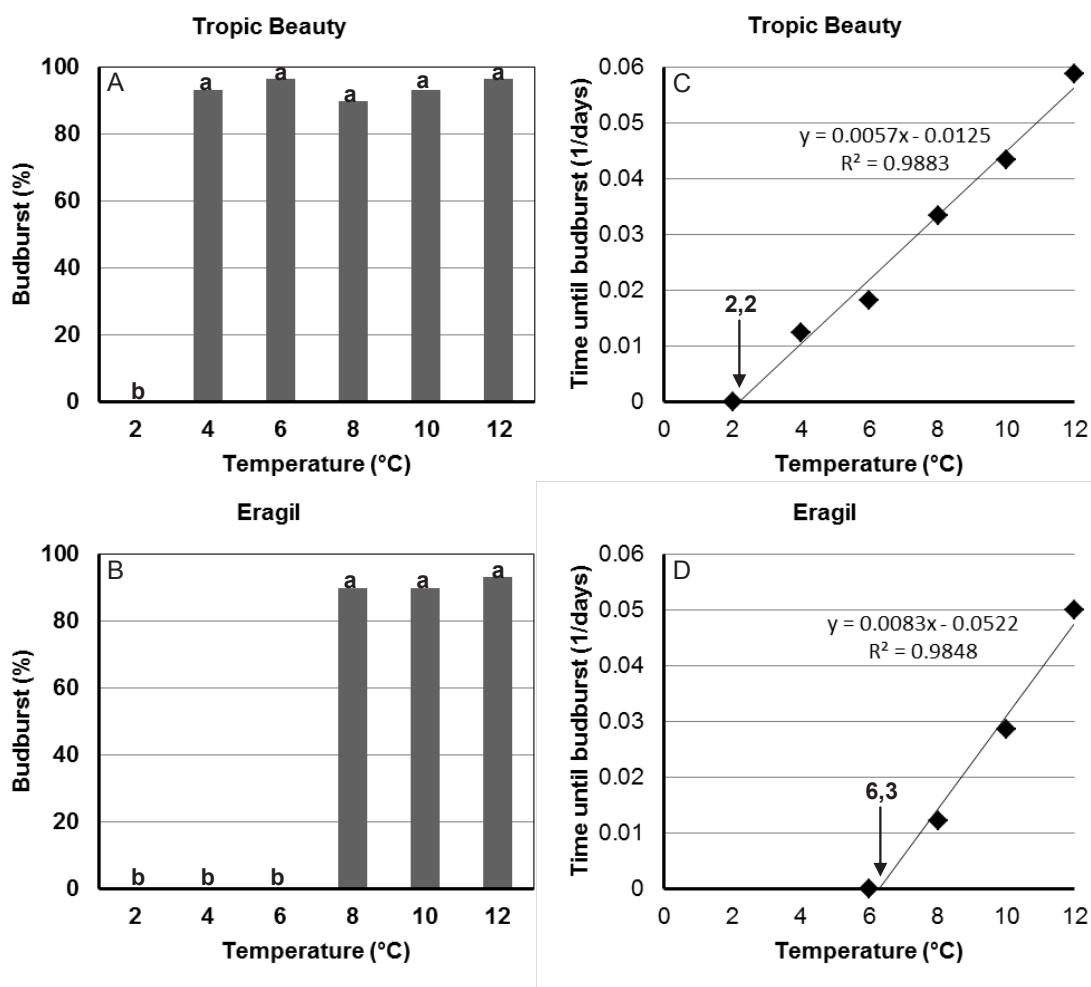 Tropic Beauty
A
100
80
60
40
20
0
Budburst (%)
b
a
a
a
a
a
2 4 6 8 10 12
Temperature (°C)
Tropic Beauty
C
0.06
0.05
0.04
0.03
0.02
0.01
0
Time until budburst (1/days)
y = 0.0057x - 0.0125
R² = 0.9883
2,2
0 2 4 6 8 10 12
Temperature (°C)
Eragil
B
100
80
60
40
20
0
Budburst (%)
b b b
a a a
2 4 6 8 10 12
Temperature (°C)
Eragil
D
0.06
0.05
0.04
0.03
0.02
0.01
0
Time until budburst (1/days)
y = 0.0083x - 0.0522
R² = 0.9848
6,3
0 2 4 6 8 10 12
Temperature (°C)